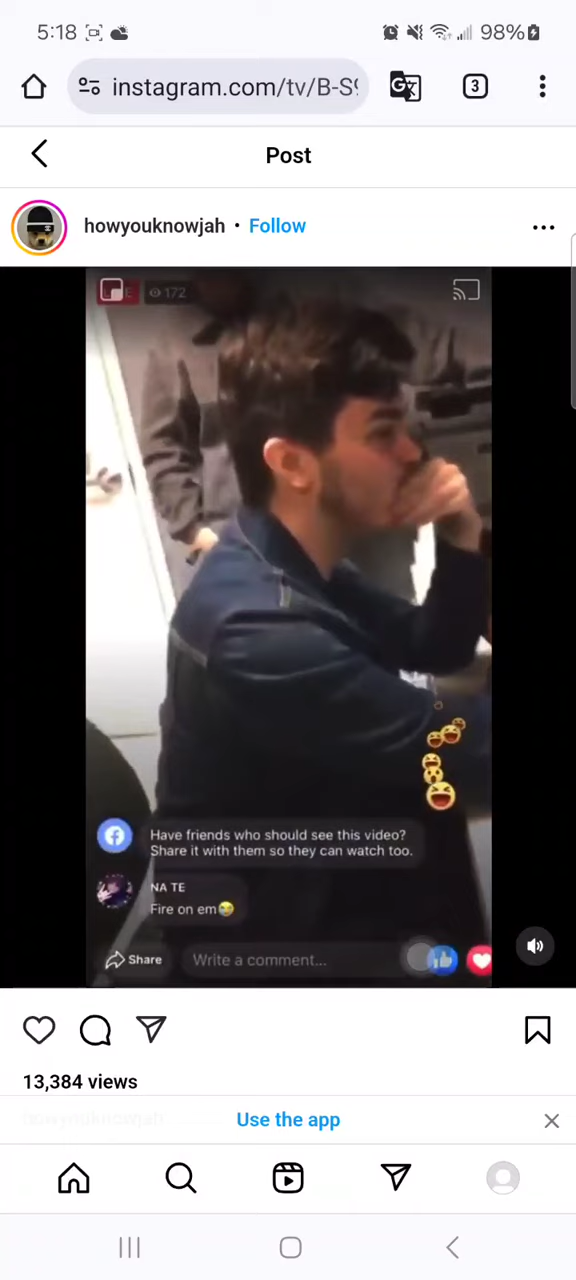 5:18
98%
instagram.com/tv/B-S
3
Post
howyouknowjah • Follow
172
Have friends who should see this video?
Share it with them so they can watch too.
NA TE
Fire on em😭
Share
Write a comment...
13,384 views
howyouknowjah
Use the app